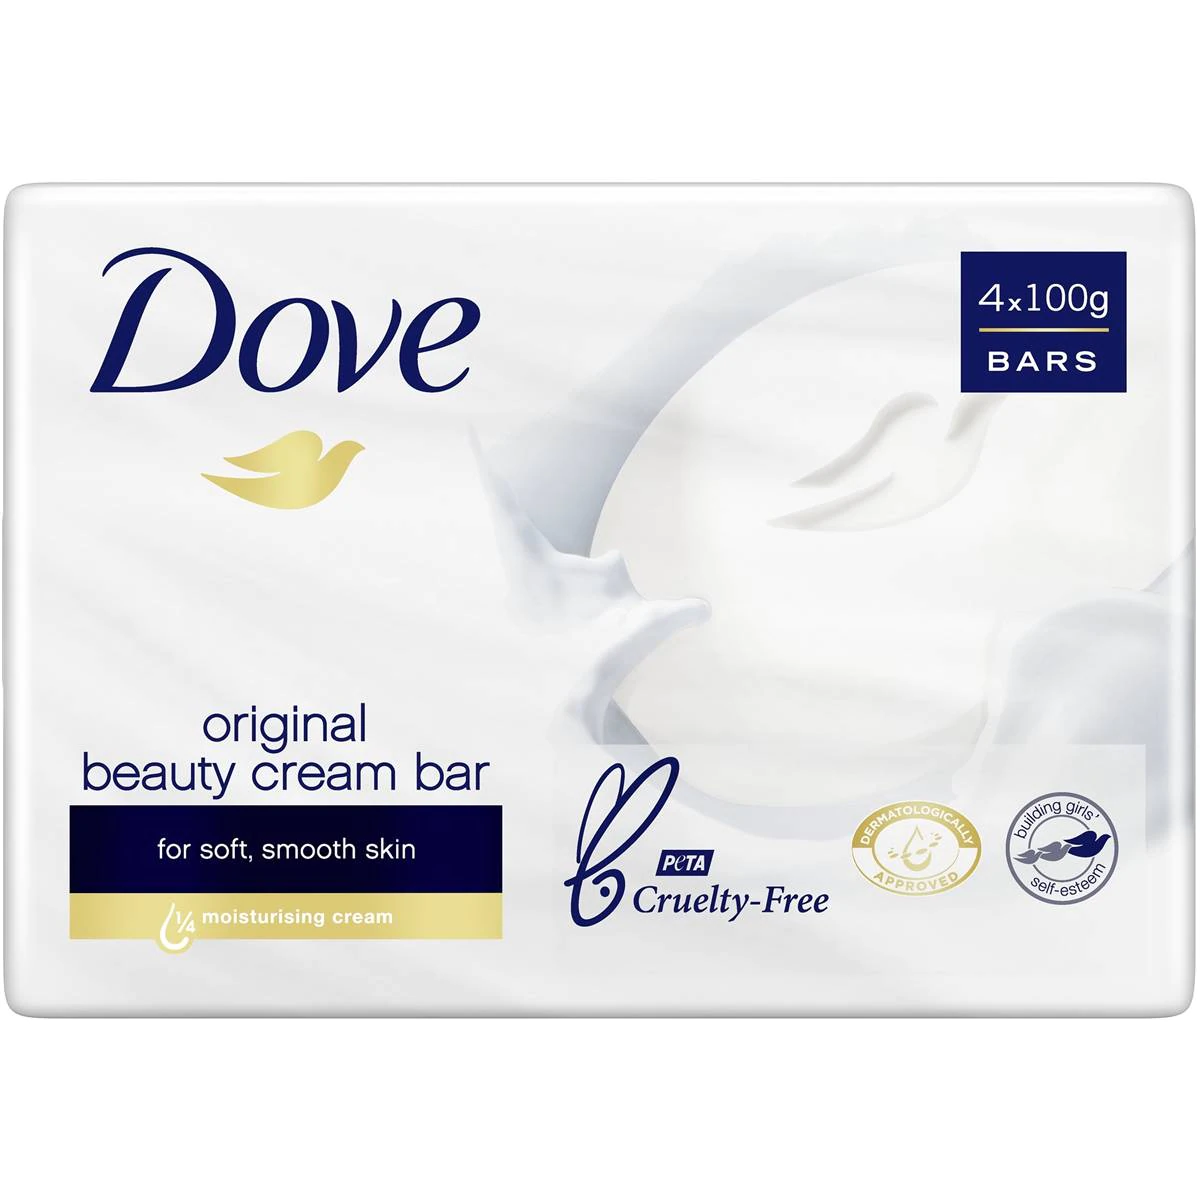 Dove
4x100g
BARS
original
beauty cream bar
for soft, smooth skin
¼ moisturising cream
PETA
Cruelty-Free
DERMATOLOGICALLY
APPROVED
building girls'
self-esteem